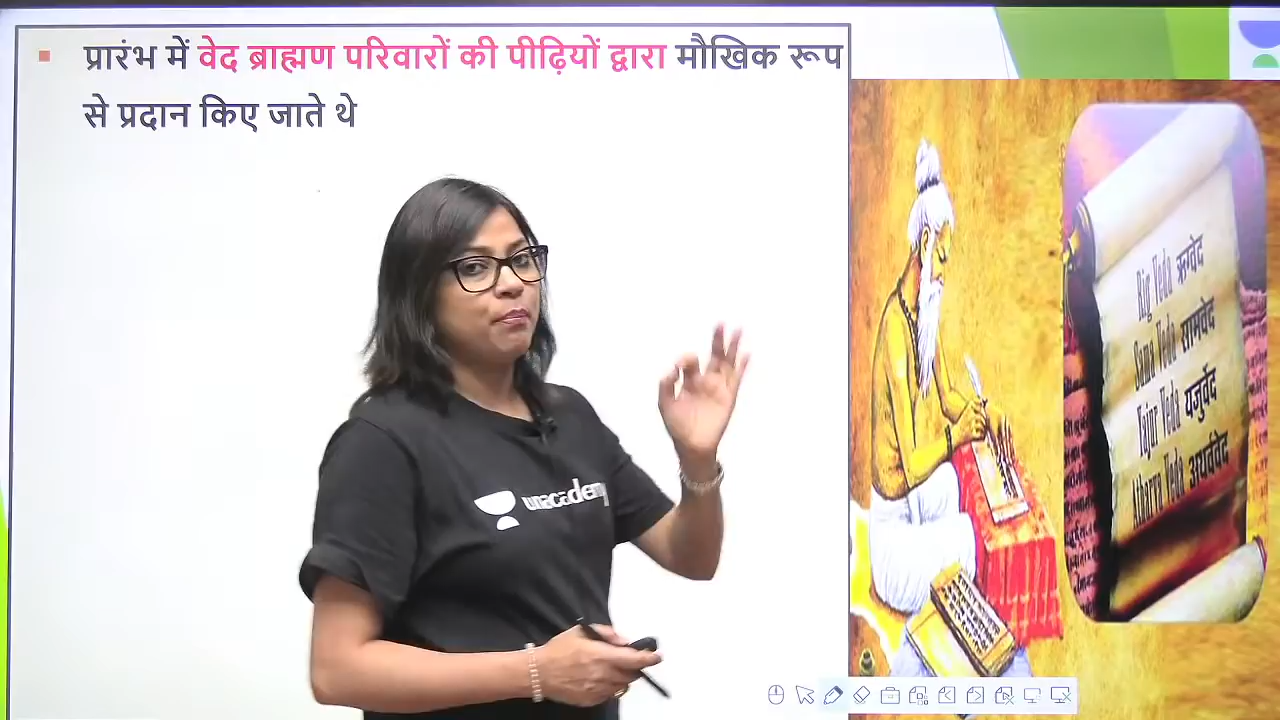 प्रारंभ में वेद ब्राह्मण परिवारों की पीढ़ियों द्वारा मौखिक रूप
से प्रदान किए जाते थे
unacademy
Rig Veda ऋग्वेद
Sama Veda सामवेद
Yajur Veda यजुर्वेद
Atharva Veda अथर्ववेद